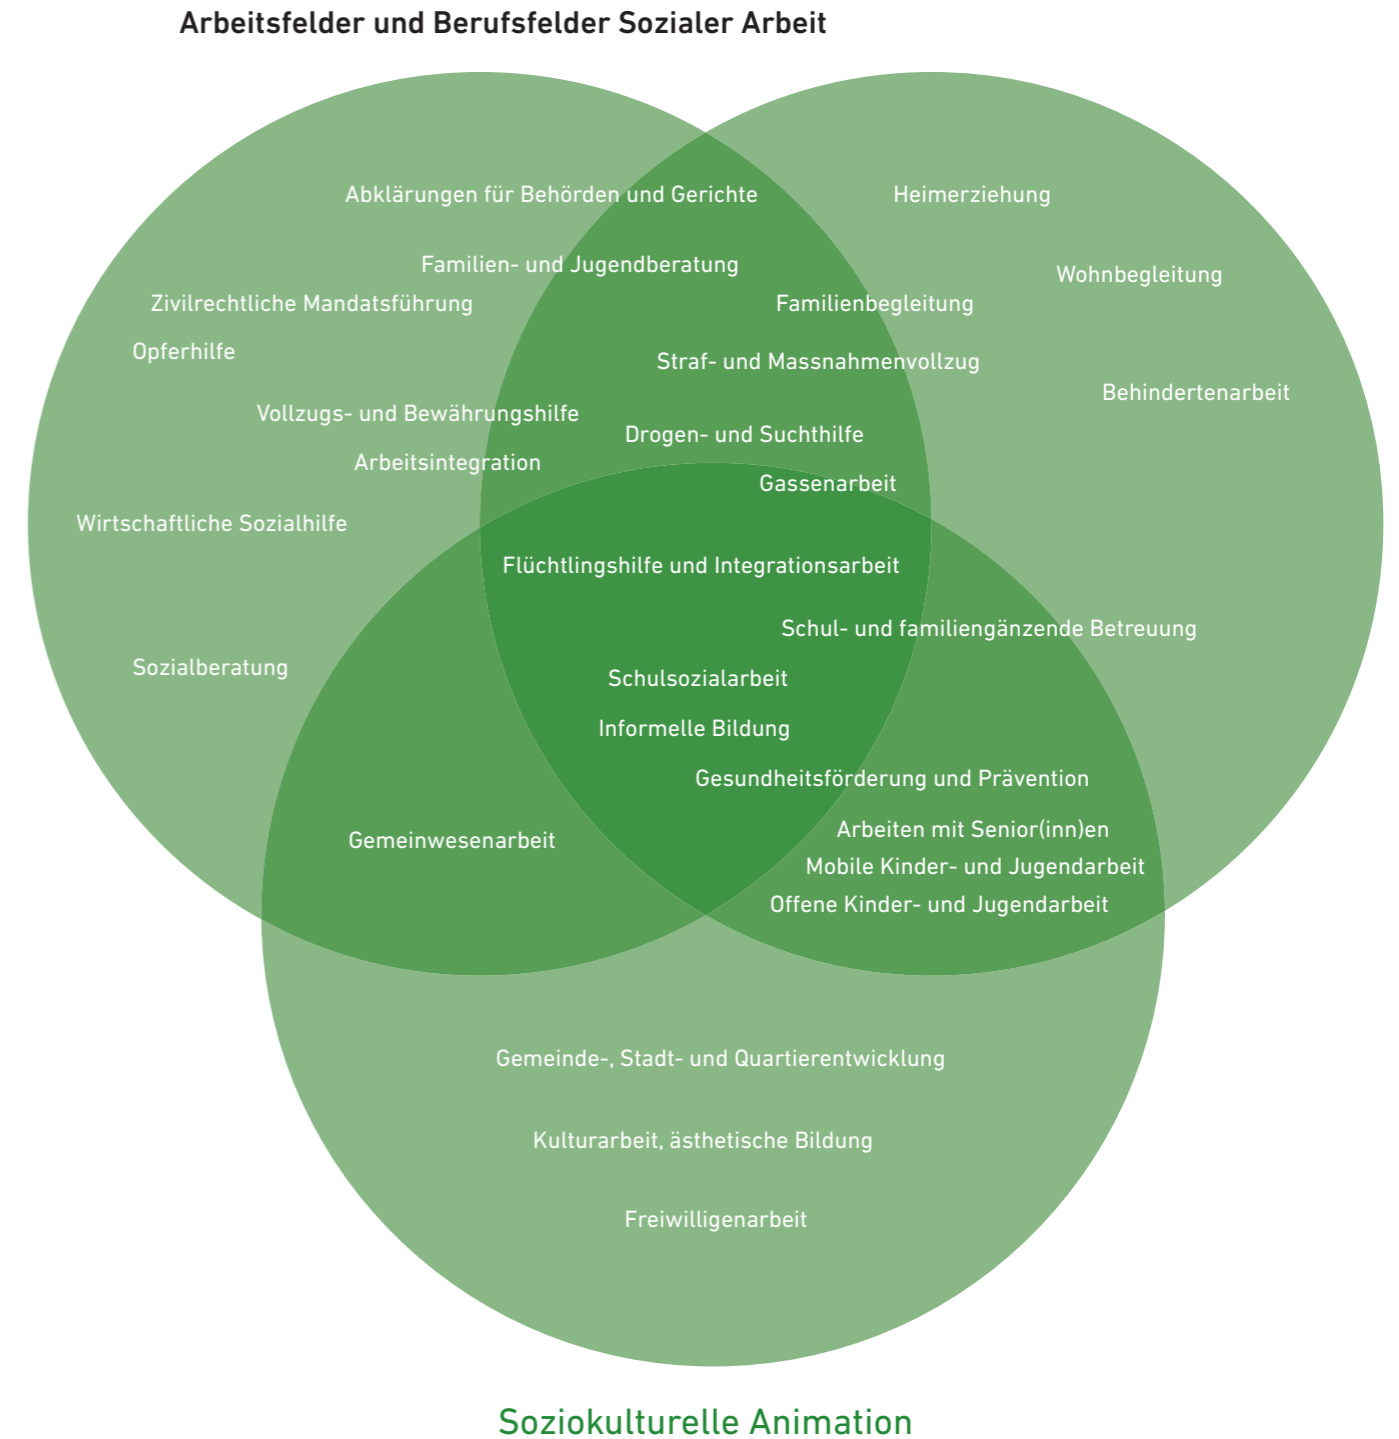 Arbeitsfelder und Berufsfelder Sozialer Arbeit
Abklärungen für Behörden und Gerichte
Heimerziehung
Familien- und Jugendberatung
Wohnbegleitung
Zivilrechtliche Mandatsführung
Familienbegleitung
Opferhilfe
Straf- und Massnahmenvollzug
Behindertenarbeit
Vollzugs- und Bewährungshilfe
Drogen- und Suchthilfe
Arbeitsintegration
Gassenarbeit
Wirtschaftliche Sozialhilfe
Flüchtlingshilfe und Integrationsarbeit
Schul- und familiengänzende Betreuung
Sozialberatung
Schulsozialarbeit
Informelle Bildung
Gesundheitsförderung und Prävention
Arbeiten mit Senior(inn)en
Gemeinwesenarbeit
Mobile Kinder- und Jugendarbeit
Offene Kinder- und Jugendarbeit
Gemeinde-, Stadt- und Quartierentwicklung
Kulturarbeit, ästhetische Bildung
Freiwilligenarbeit
Soziokulturelle Animation